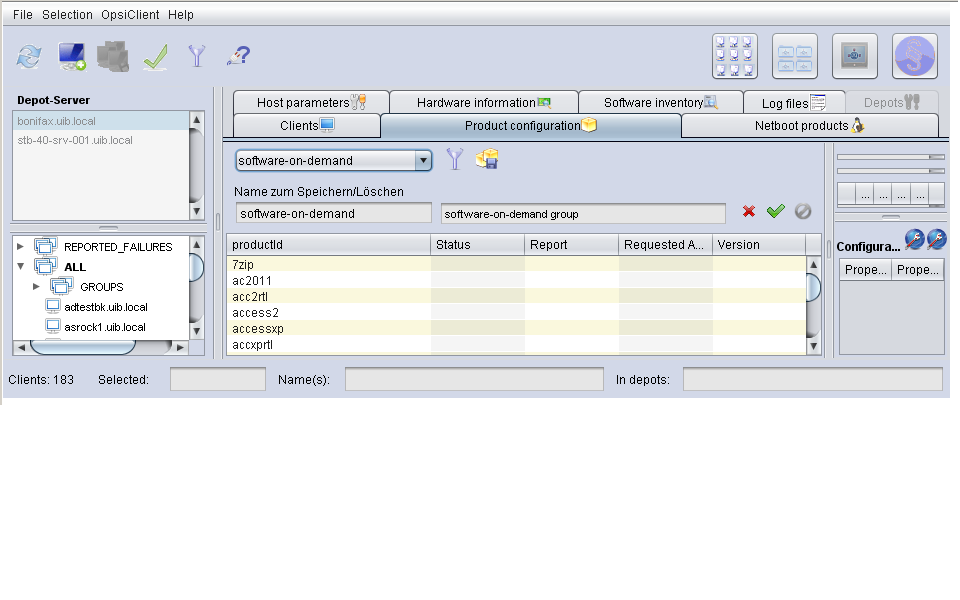 File Selection OpsiClient Help
Depot-Server
bonifax.uib.local
stb-40-srv-001.uib.local
REPORTED_FAILURES
ALL
GROUPS
adtestbk.uib.local
asrock1.uib.local
Host parameters Hardware information Software inventory Log files Depots
Clients Product configuration Netboot products
software-on-demand
Name zum Speichern/Löschen
software-on-demand software-on-demand group
productId Status Report Requested A... Version
7zip
ac2011
acc2rtl
access2
accessxp
accxprtl
... ... ... ...
Configura...
Prope... Prope...
Clients: 183 Selected: Name(s): In depots: